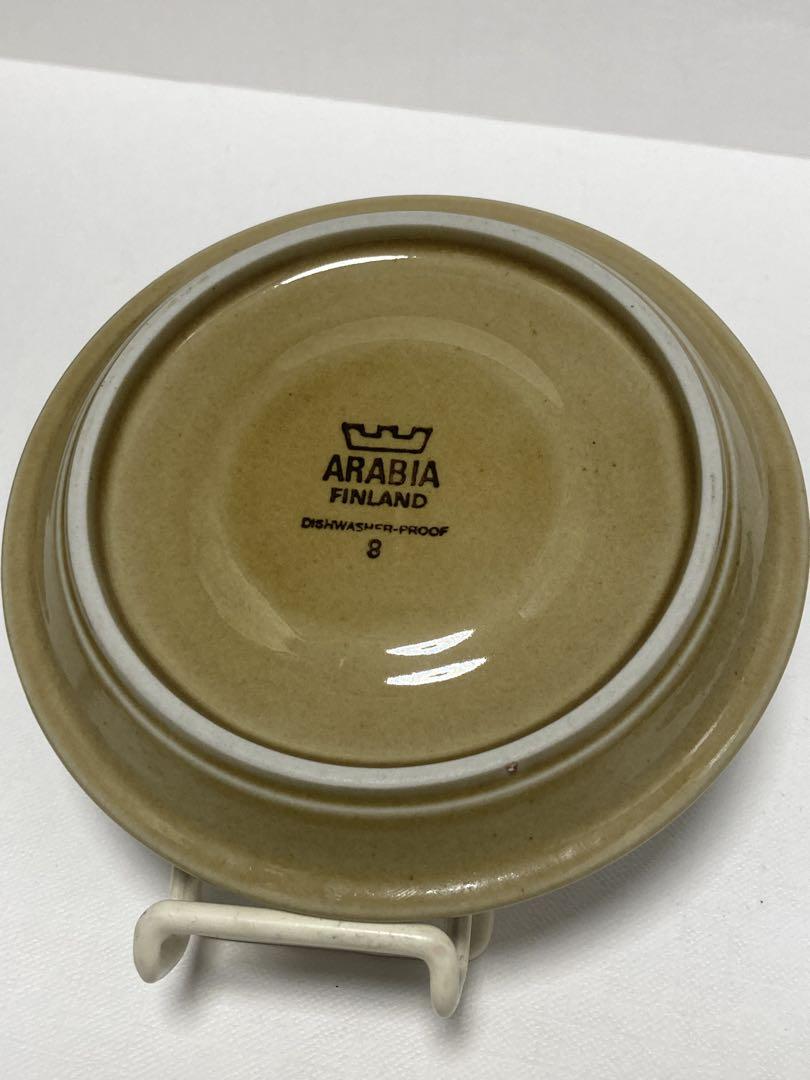 ARABIA
FINLAND
DISHWASHER-PROOF
8